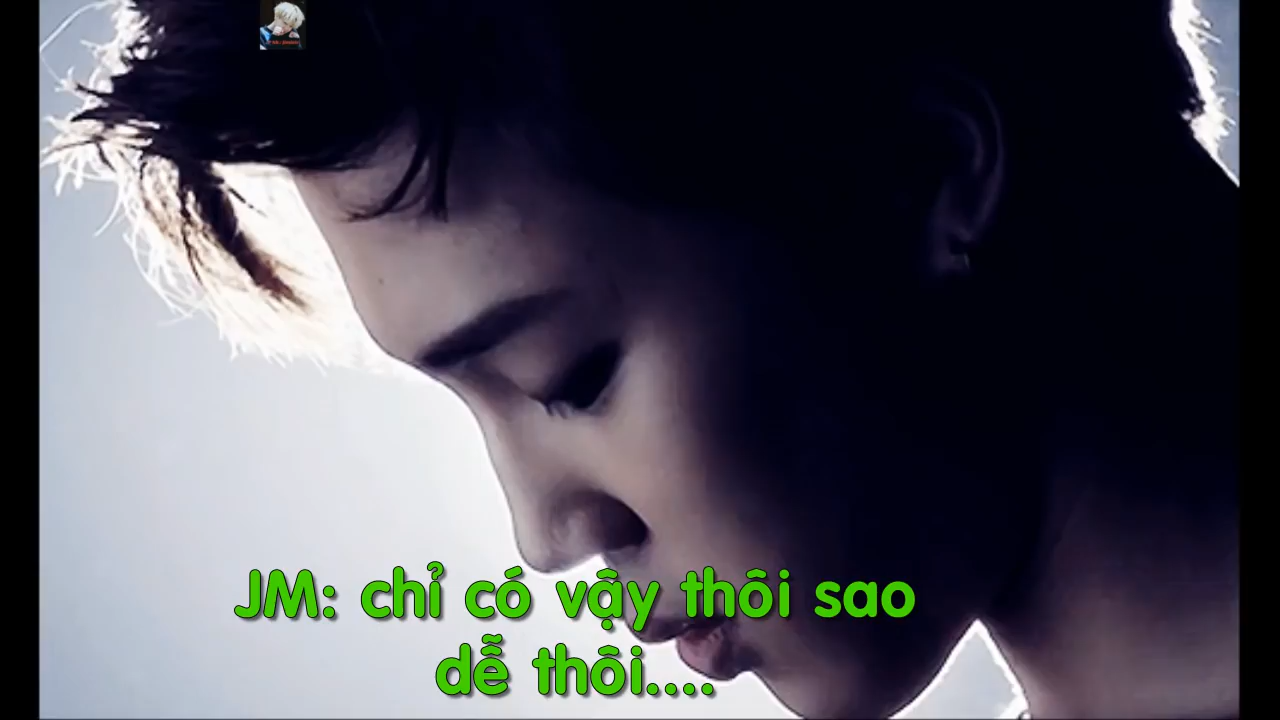 JM: chỉ có vậy thôi sao
dễ thôi....